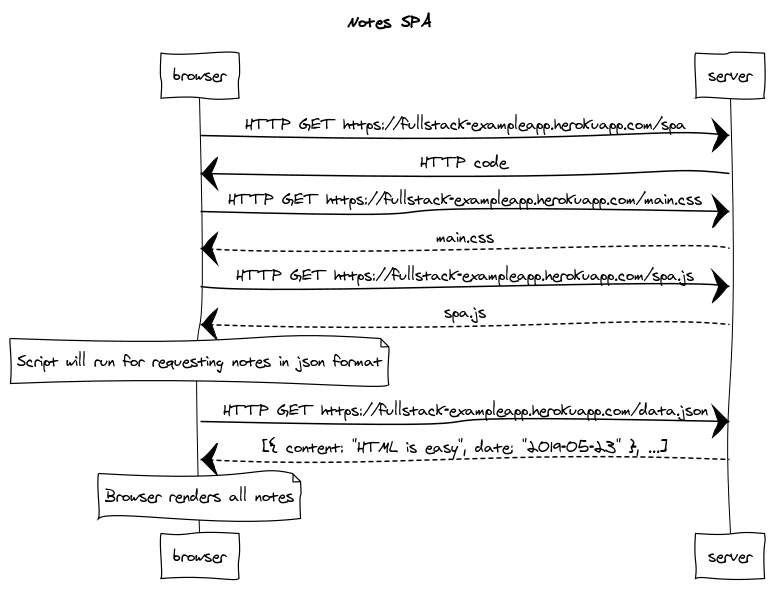 Notes SPA
browser
server
HTTP GET https://fullstack-exampleapp.herokuapp.com/spa
HTTP code
HTTP GET https://fullstack-exampleapp.herokuapp.com/main.css
main.css
HTTP GET https://fullstack-exampleapp.herokuapp.com/spa.js
spa.js
Script will run for requesting notes in json format
HTTP GET https://fullstack-exampleapp.herokuapp.com/data.json
[{ content: "HTML is easy", date: "2019-05-23" }, ...]
Browser renders all notes
browser
server